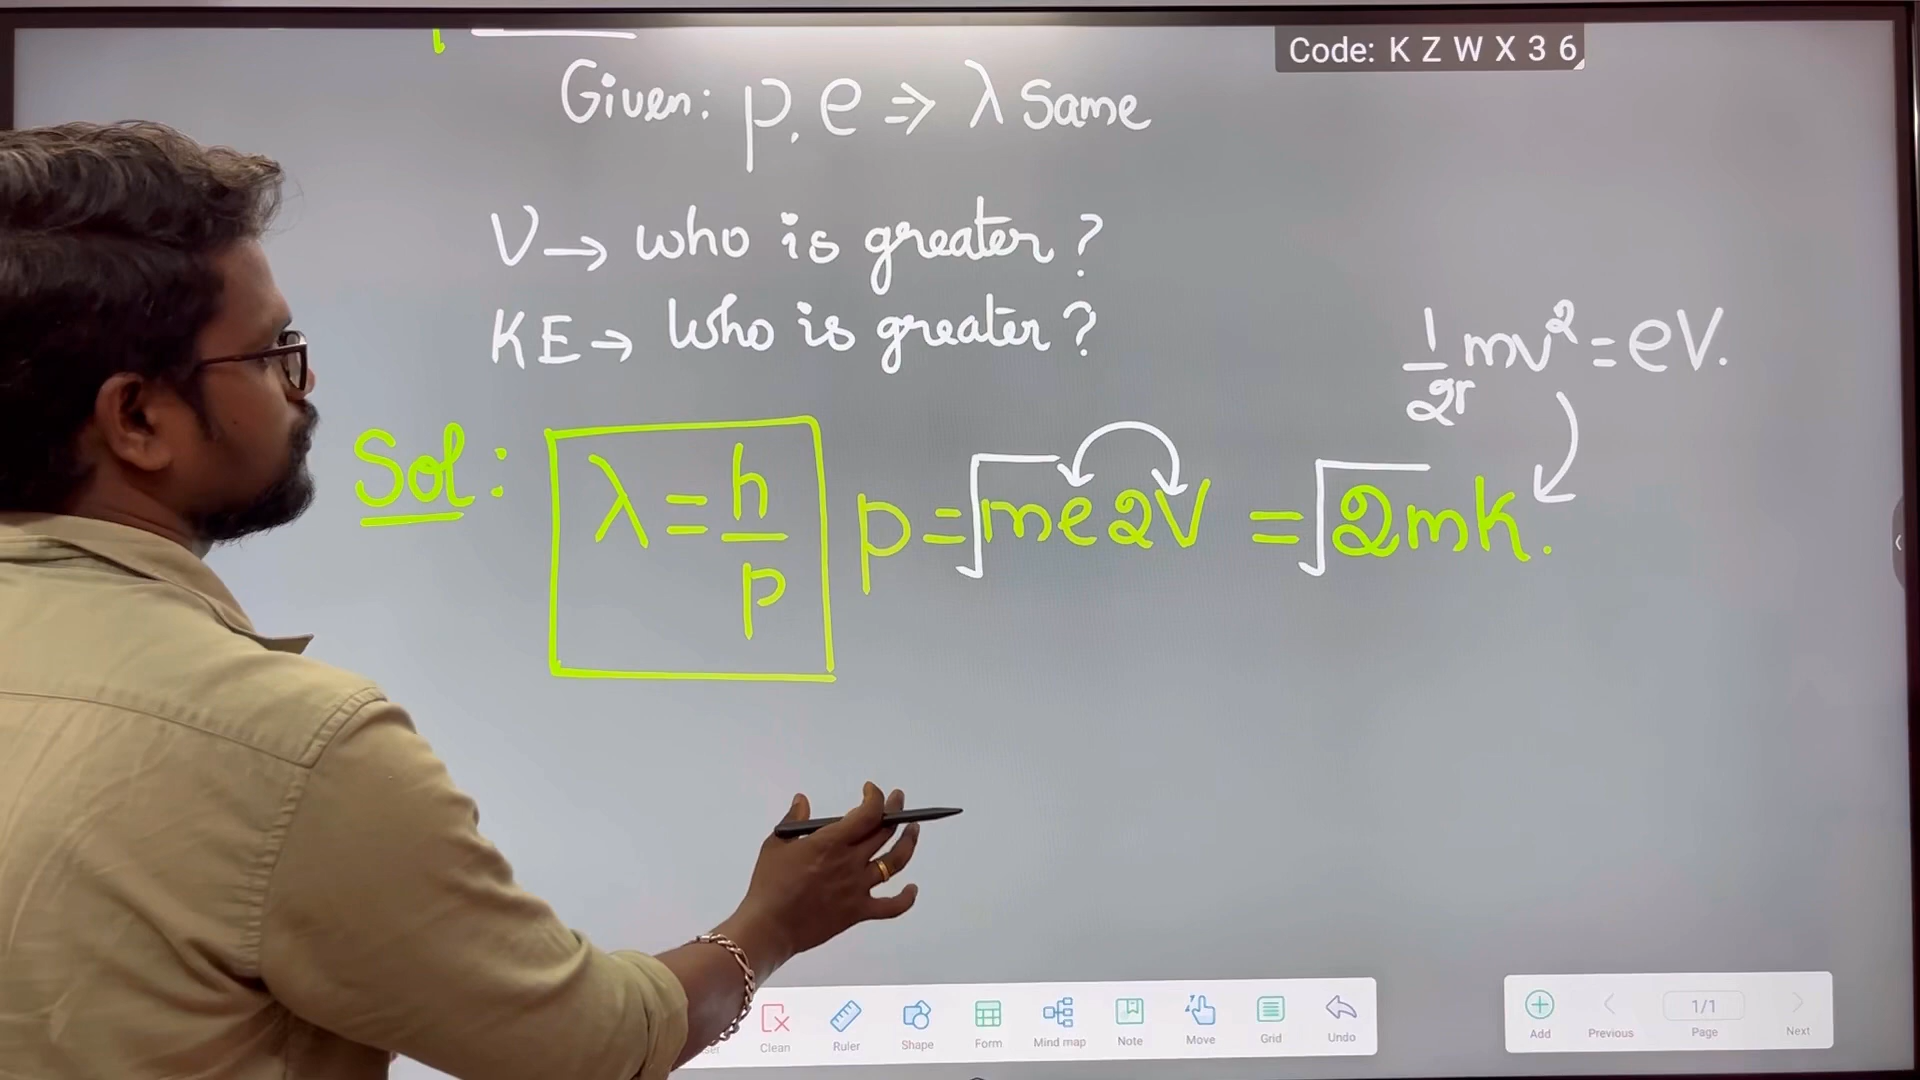 Code: K Z W X 3 6
Given: p, e ⇒ λ same
V → who is greater?
KE → Who is greater?
1/2 mv² = eV.
Sol: λ = h/p p = √me2V = √2mk.
Clean Ruler Shape Form Mind map Note Move Grid Undo
Add Previous 1/1 Page Next